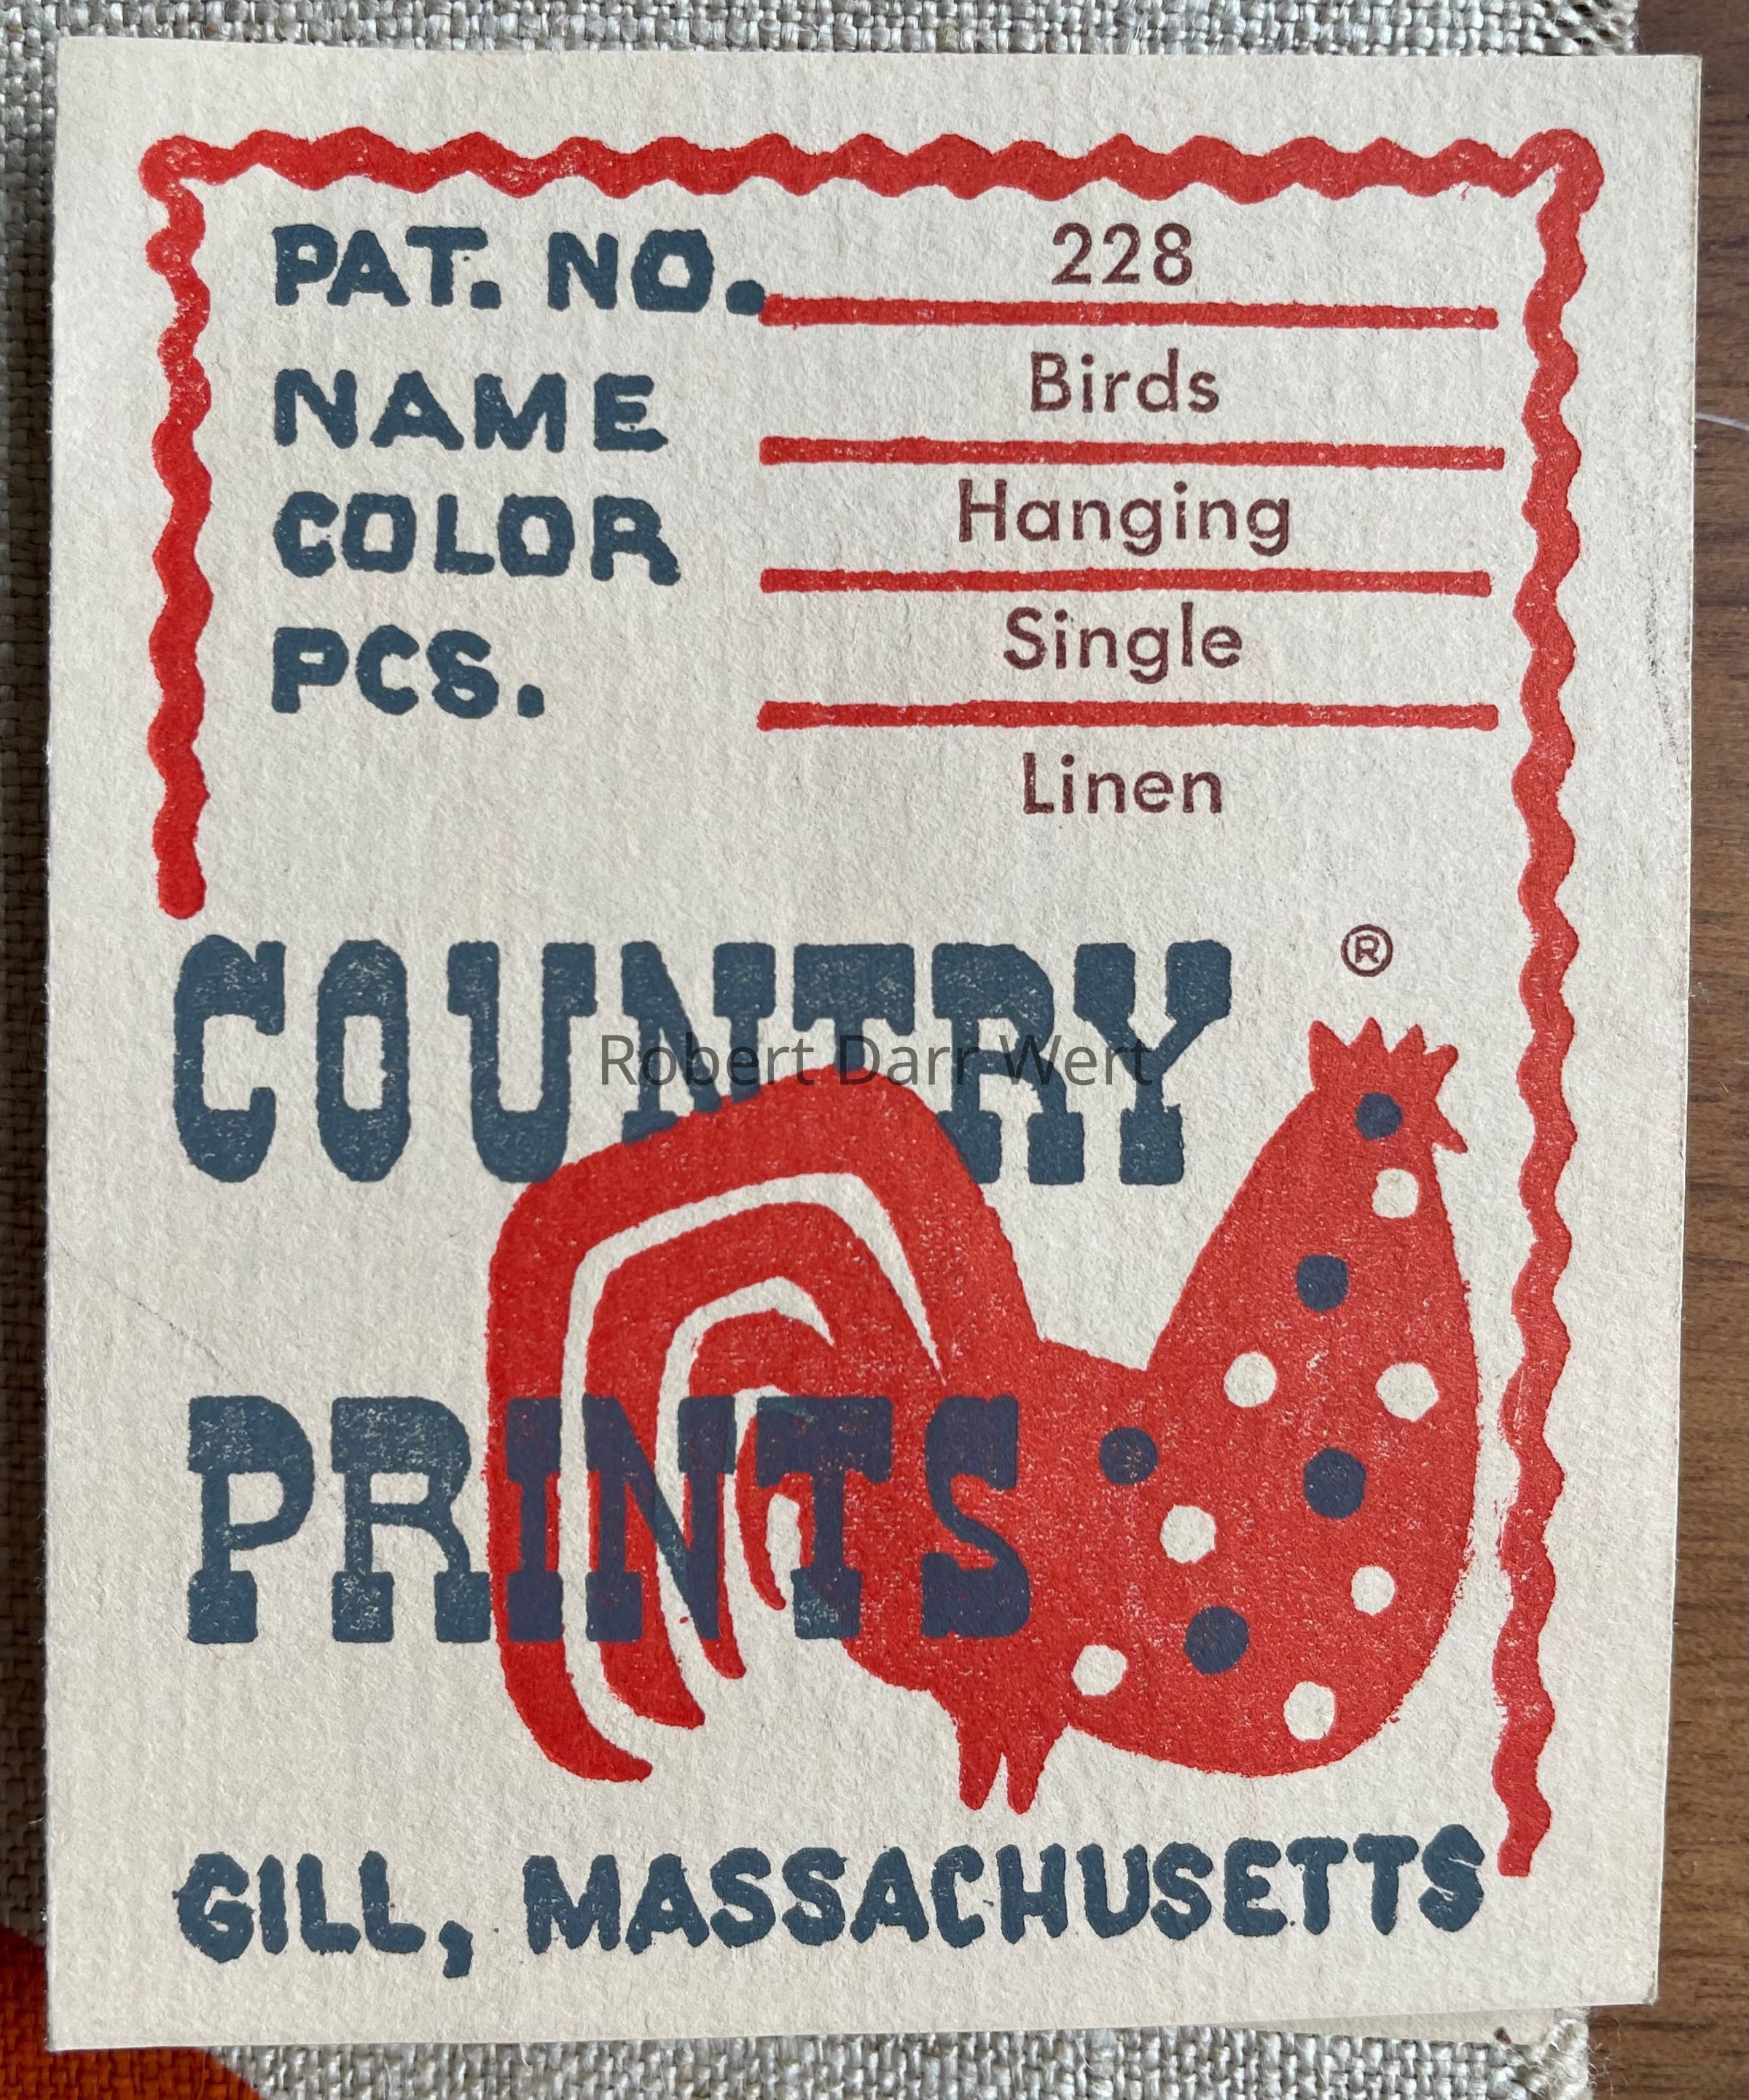 PAT. NO. 228
NAME Birds
COLOR Hanging
PCS. Single
Linen
COUNTRY ®
PRINTS
GILL, MASSACHUSETTS
Robert Darr Wert